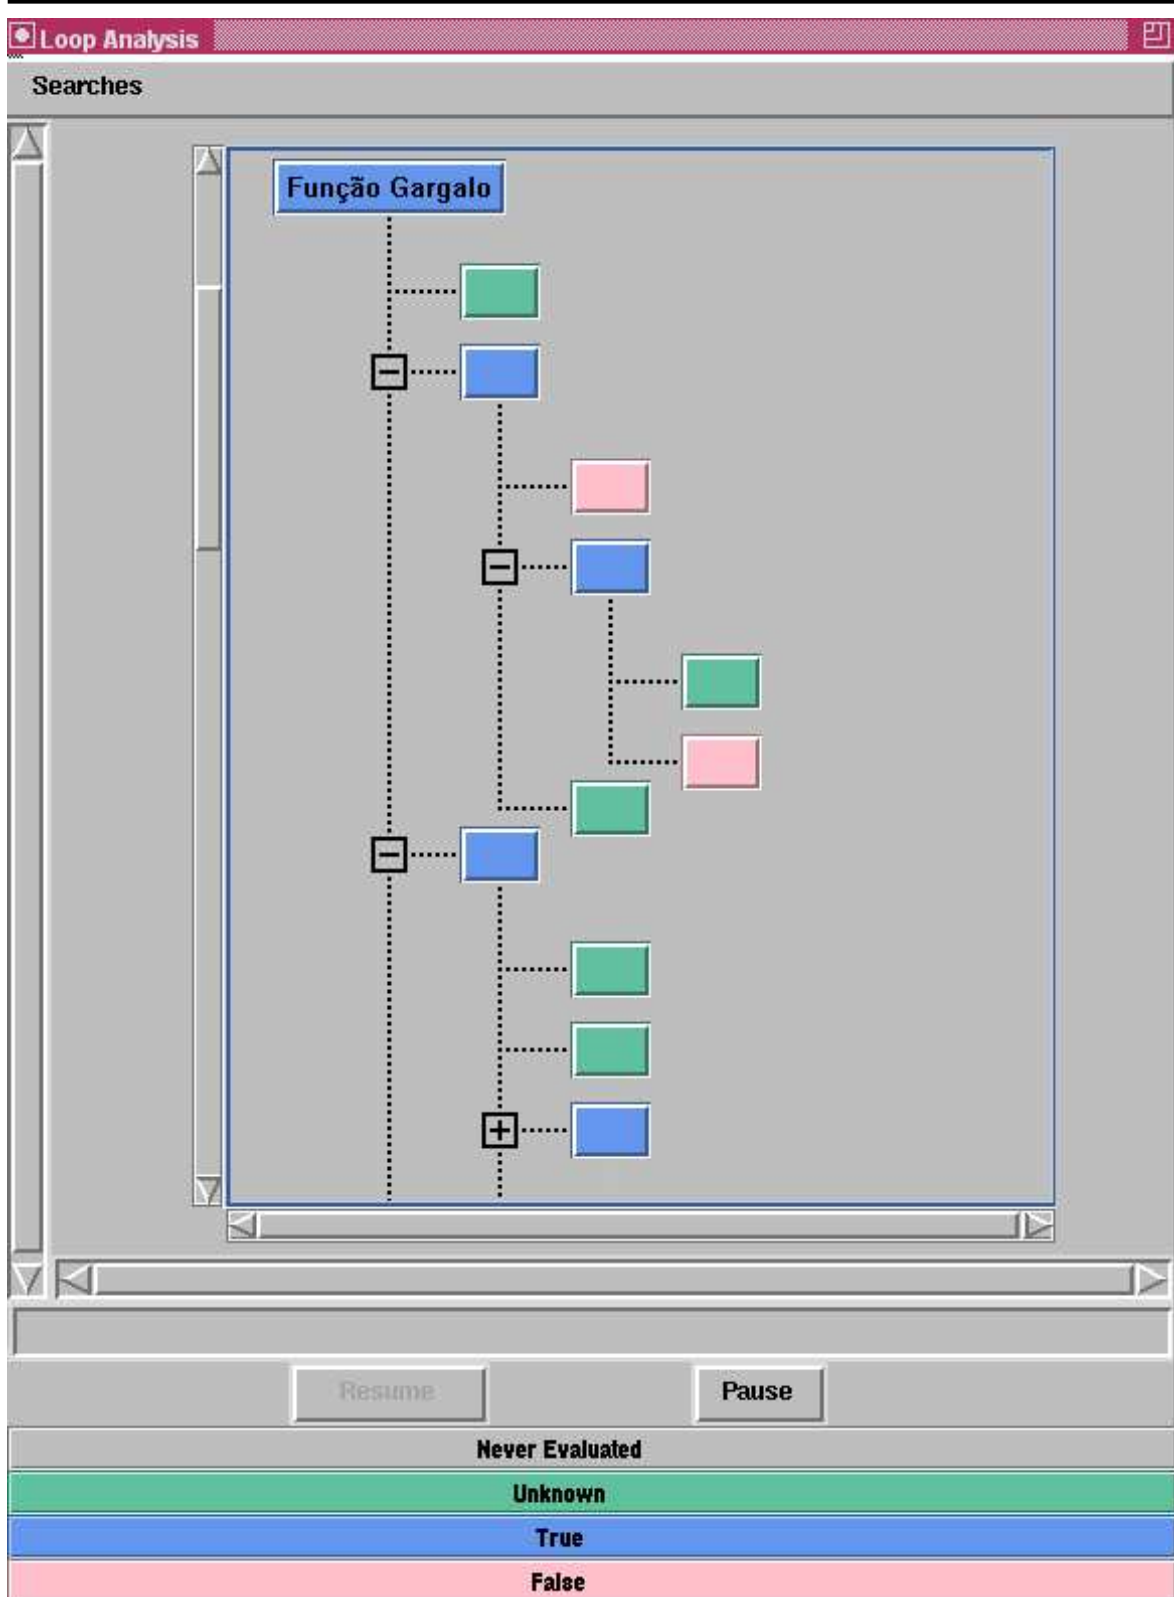 Loop Analysis
Searches
Função Gargalo
Resume
Pause
Never Evaluated
Unknown
True
False